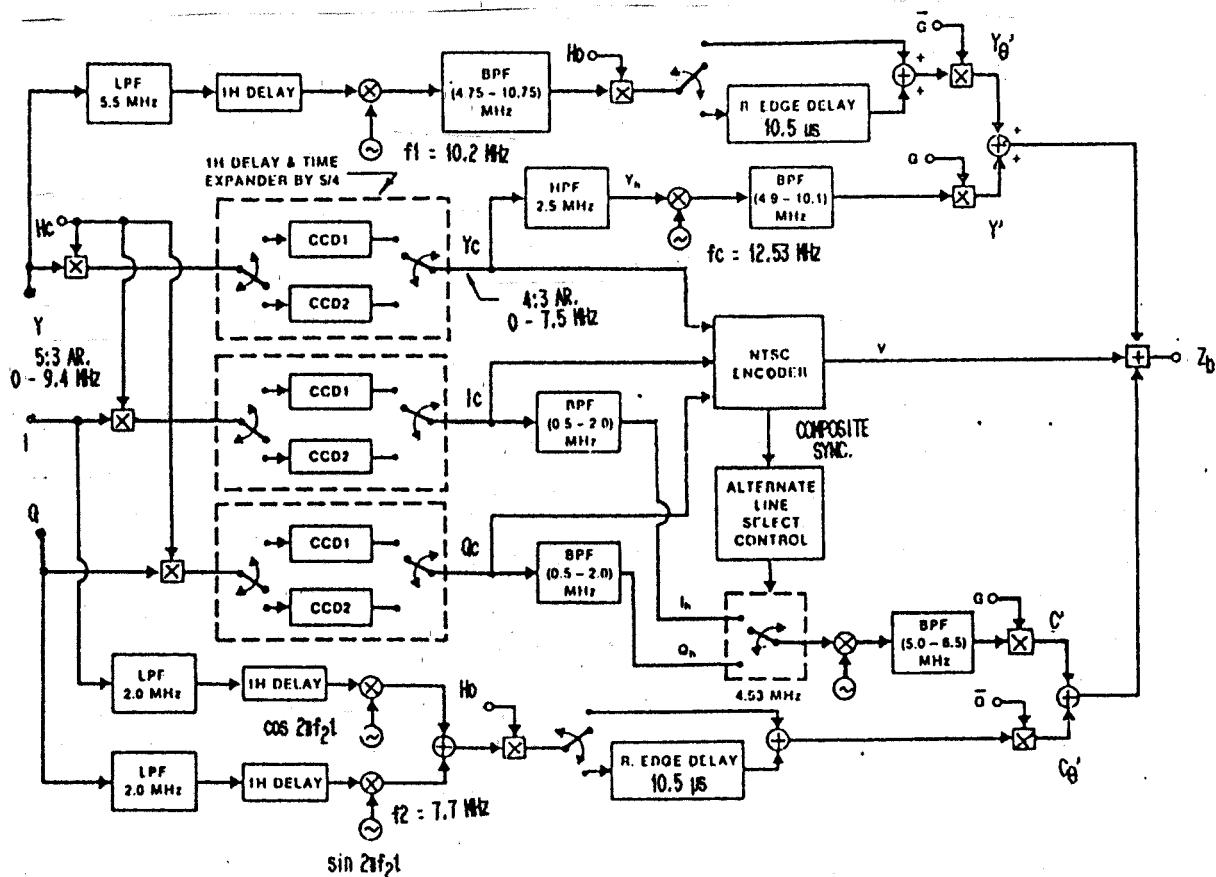 LPF
5.5 MHz
1H DELAY
BPF
(4.75 – 10.75)
MHz
Hb
R. EDGE DELAY
10.5 µs
+
+
G̅
Yθ'
f1 = 10.2 MHz
1H DELAY & TIME
EXPANDER BY 5/4
HPF
2.5 MHz
Yh
BPF
(4.9 – 10.1)
MHz
G
Y'
+
+
fc = 12.53 MHz
Hc
CCD1
CCD2
Yc
4:3 AR.
0 - 7.5 MHz
Y
5:3 AR.
0 - 9.4 MHz
NTSC
ENCODER
V
Zb
I
CCD1
CCD2
Ic
BPF
(0.5 – 2.0)
MHz
COMPOSITE
SYNC.
ALTERNATE
LINE
SELECT
CONTROL
Q
CCD1
CCD2
Qc
BPF
(0.5 – 2.0)
MHz
Ih
Qh
4.53 MHz
BPF
(5.0 – 6.5)
MHz
G
C'
LPF
2.0 MHz
1H DELAY
cos 2πf2t
Hb
R. EDGE DELAY
10.5 µs
G̅
Cθ'
LPF
2.0 MHz
1H DELAY
f2 = 7.7 MHz
sin 2πf2t